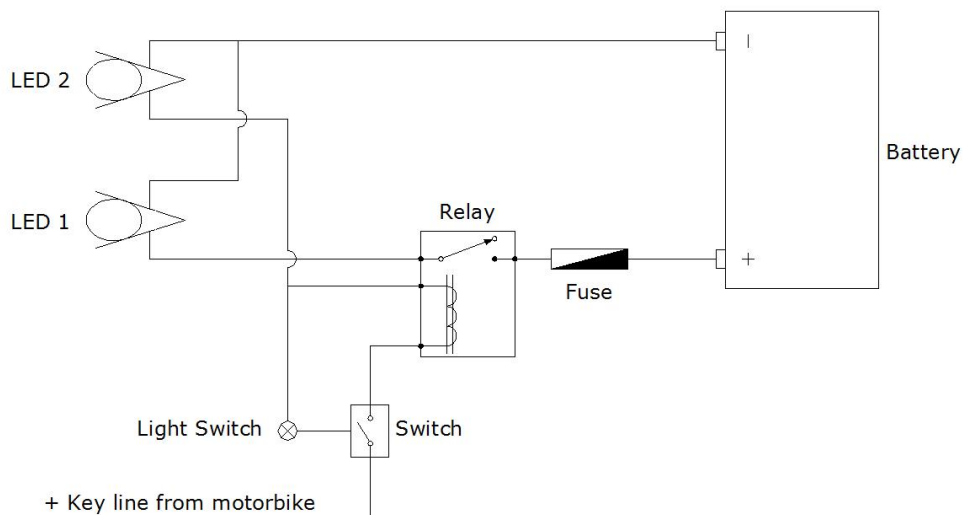 LED 2
Battery
LED 1
Relay
Fuse
Light Switch
Switch
+ Key line from motorbike